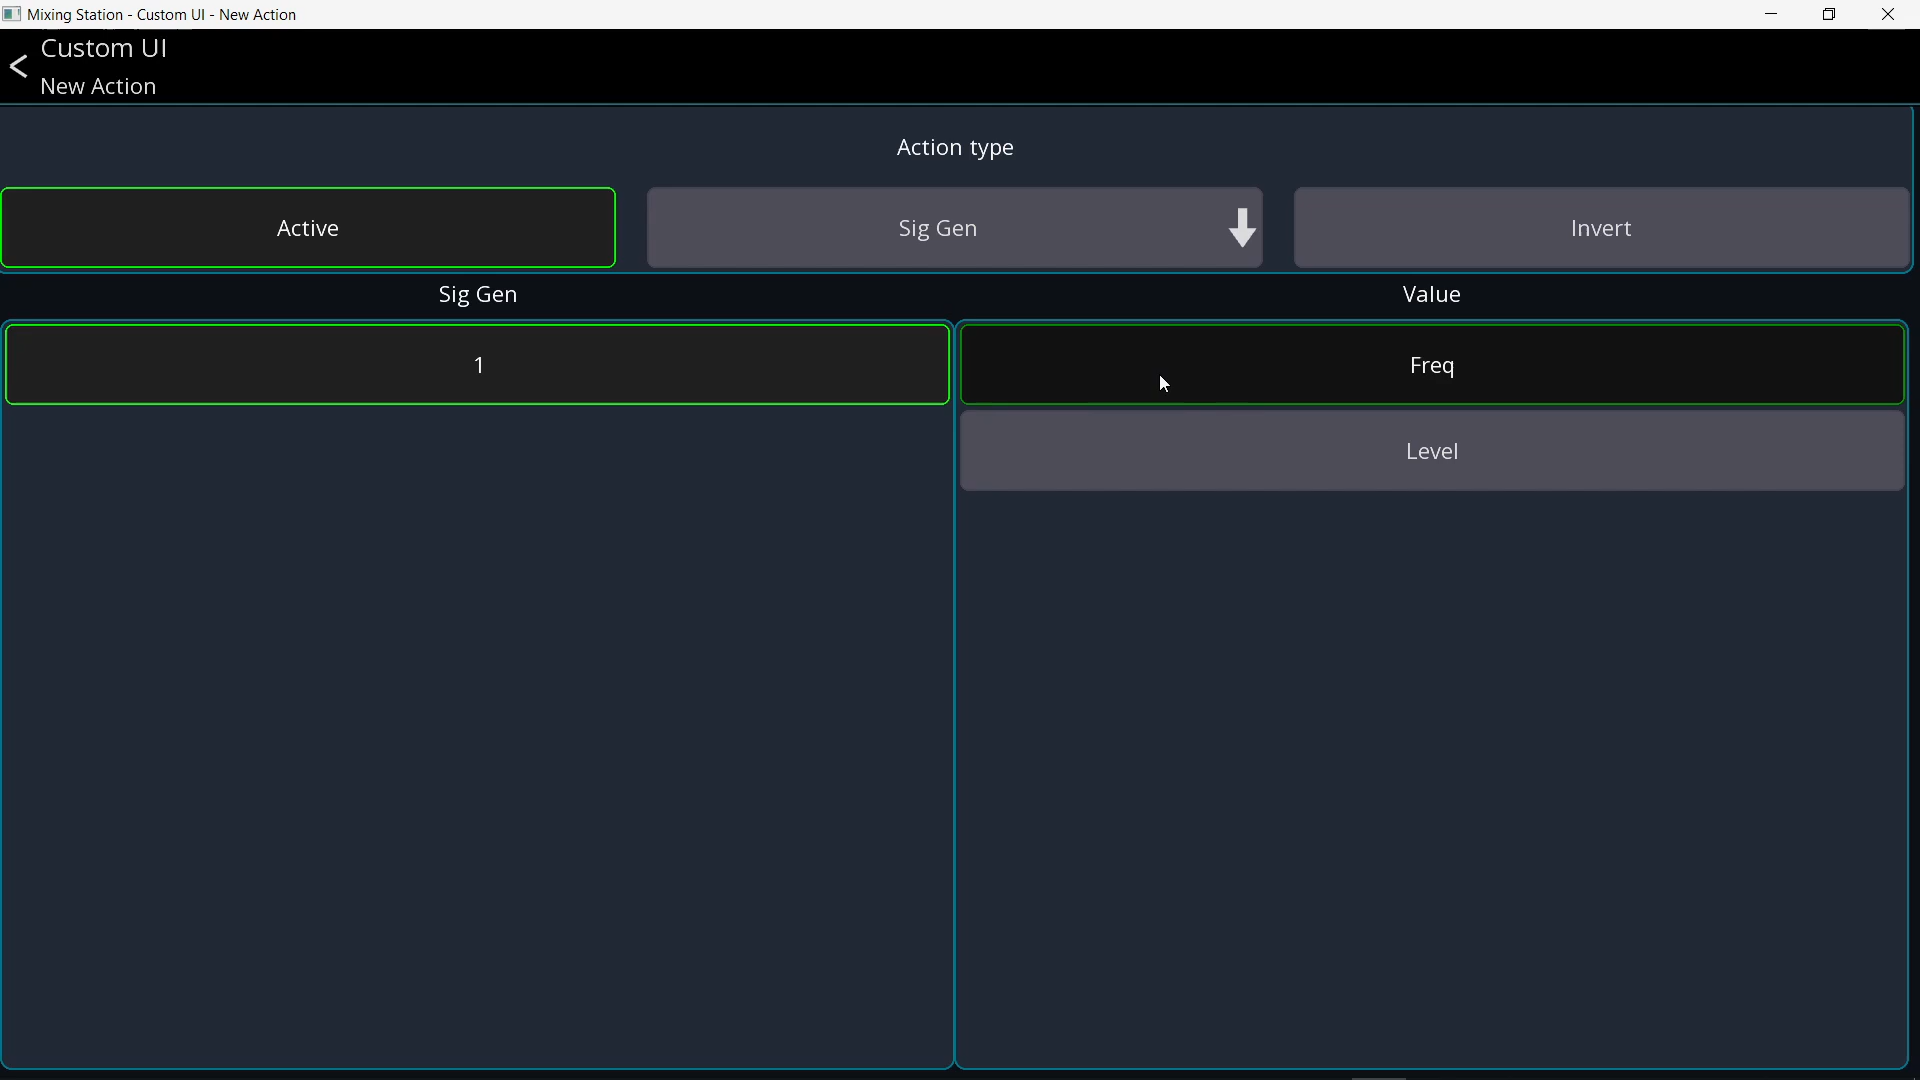 Mixing Station - Custom UI - New Action
Custom UI
New Action
Action type
Active
Sig Gen
Invert
Sig Gen
Value
1
Freq
Level